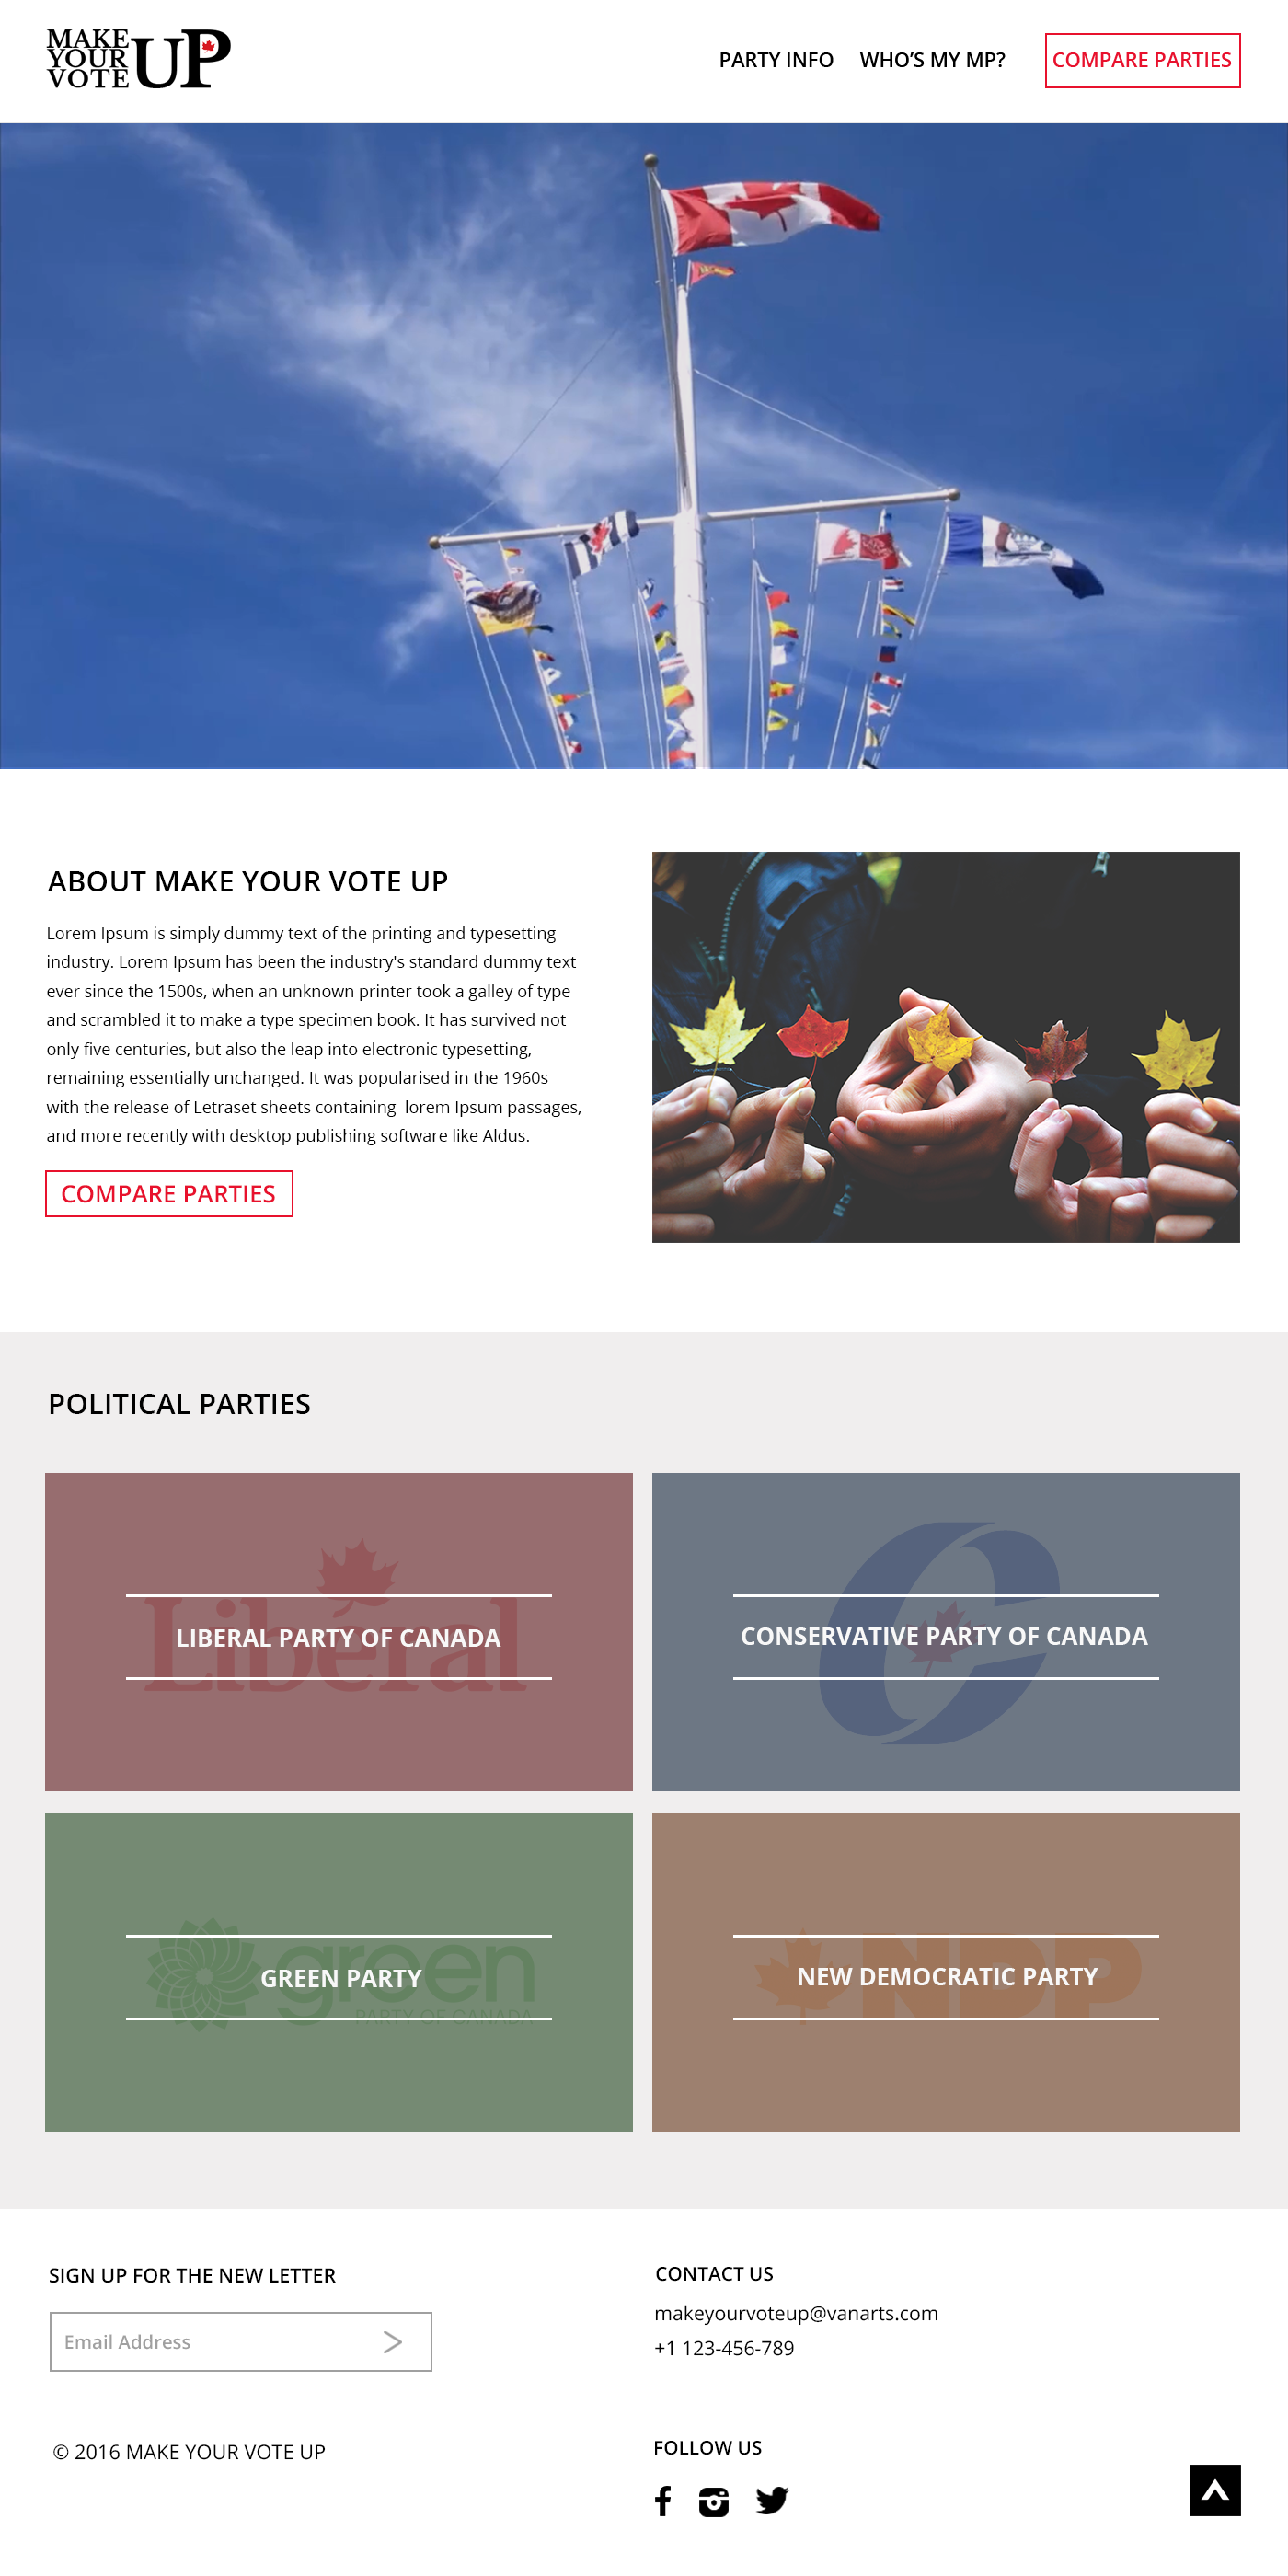 MAKE
YOUR
VOTE
UP
PARTY INFO
WHO’S MY MP?
COMPARE PARTIES
ABOUT MAKE YOUR VOTE UP
Lorem Ipsum is simply dummy text of the printing and typesetting
industry. Lorem Ipsum has been the industry's standard dummy text
ever since the 1500s, when an unknown printer took a galley of type
and scrambled it to make a type specimen book. It has survived not
only five centuries, but also the leap into electronic typesetting,
remaining essentially unchanged. It was popularised in the 1960s
with the release of Letraset sheets containing  lorem Ipsum passages,
and more recently with desktop publishing software like Aldus.
COMPARE PARTIES
POLITICAL PARTIES
Liberal
LIBERAL PARTY OF CANADA
C
CONSERVATIVE PARTY OF CANADA
green
PARTY OF CANADA
GREEN PARTY
NDP
NEW DEMOCRATIC PARTY
SIGN UP FOR THE NEW LETTER
Email Address
CONTACT US
makeyourvoteup@vanarts.com
+1 123-456-789
© 2016 MAKE YOUR VOTE UP
FOLLOW US